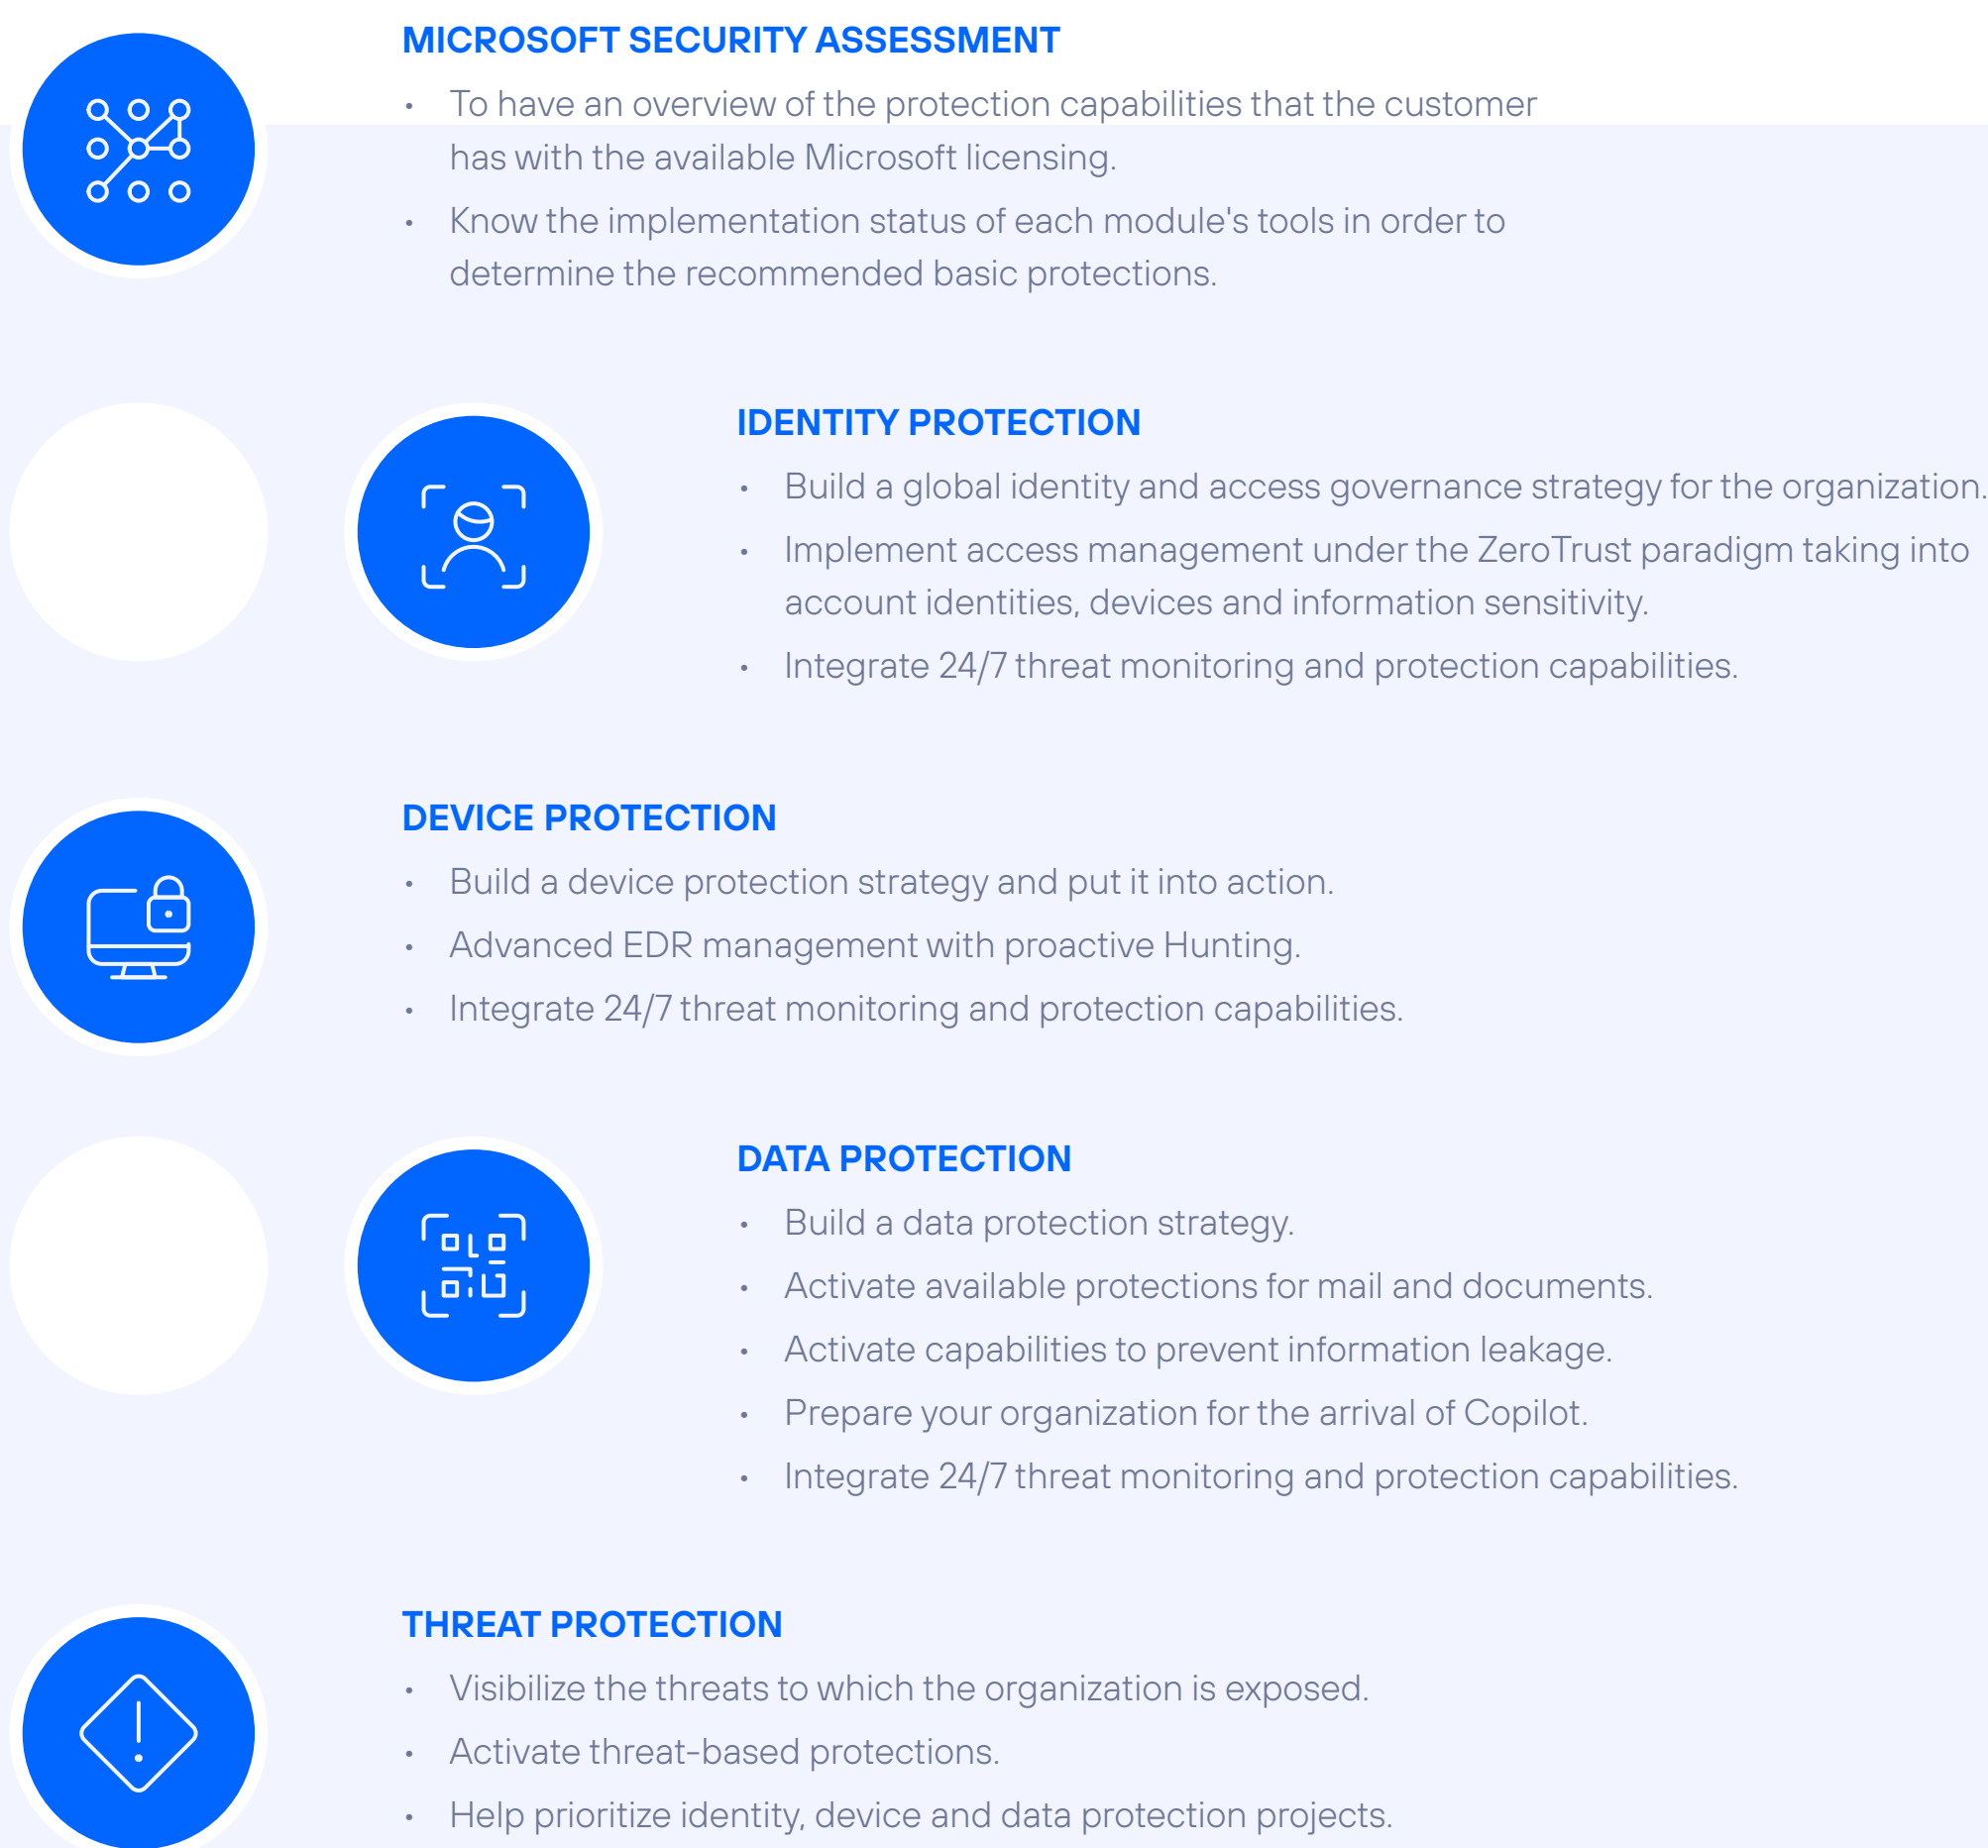 MICROSOFT SECURITY ASSESSMENT
• To have an overview of the protection capabilities that the customer
has with the available Microsoft licensing.
• Know the implementation status of each module's tools in order to
determine the recommended basic protections.
IDENTITY PROTECTION
• Build a global identity and access governance strategy for the organization.
• Implement access management under the ZeroTrust paradigm taking into
account identities, devices and information sensitivity.
• Integrate 24/7 threat monitoring and protection capabilities.
DEVICE PROTECTION
• Build a device protection strategy and put it into action.
• Advanced EDR management with proactive Hunting.
• Integrate 24/7 threat monitoring and protection capabilities.
DATA PROTECTION
• Build a data protection strategy.
• Activate available protections for mail and documents.
• Activate capabilities to prevent information leakage.
• Prepare your organization for the arrival of Copilot.
• Integrate 24/7 threat monitoring and protection capabilities.
THREAT PROTECTION
• Visibilize the threats to which the organization is exposed.
• Activate threat-based protections.
• Help prioritize identity, device and data protection projects.